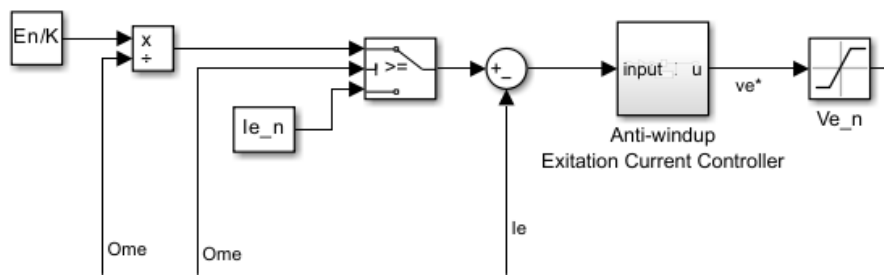 En/K
x
÷
>=
Ie_n
+
-
input
u
ve*
Ve_n
Anti-windup
Exitation Current Controller
Ome
Ome
Ie